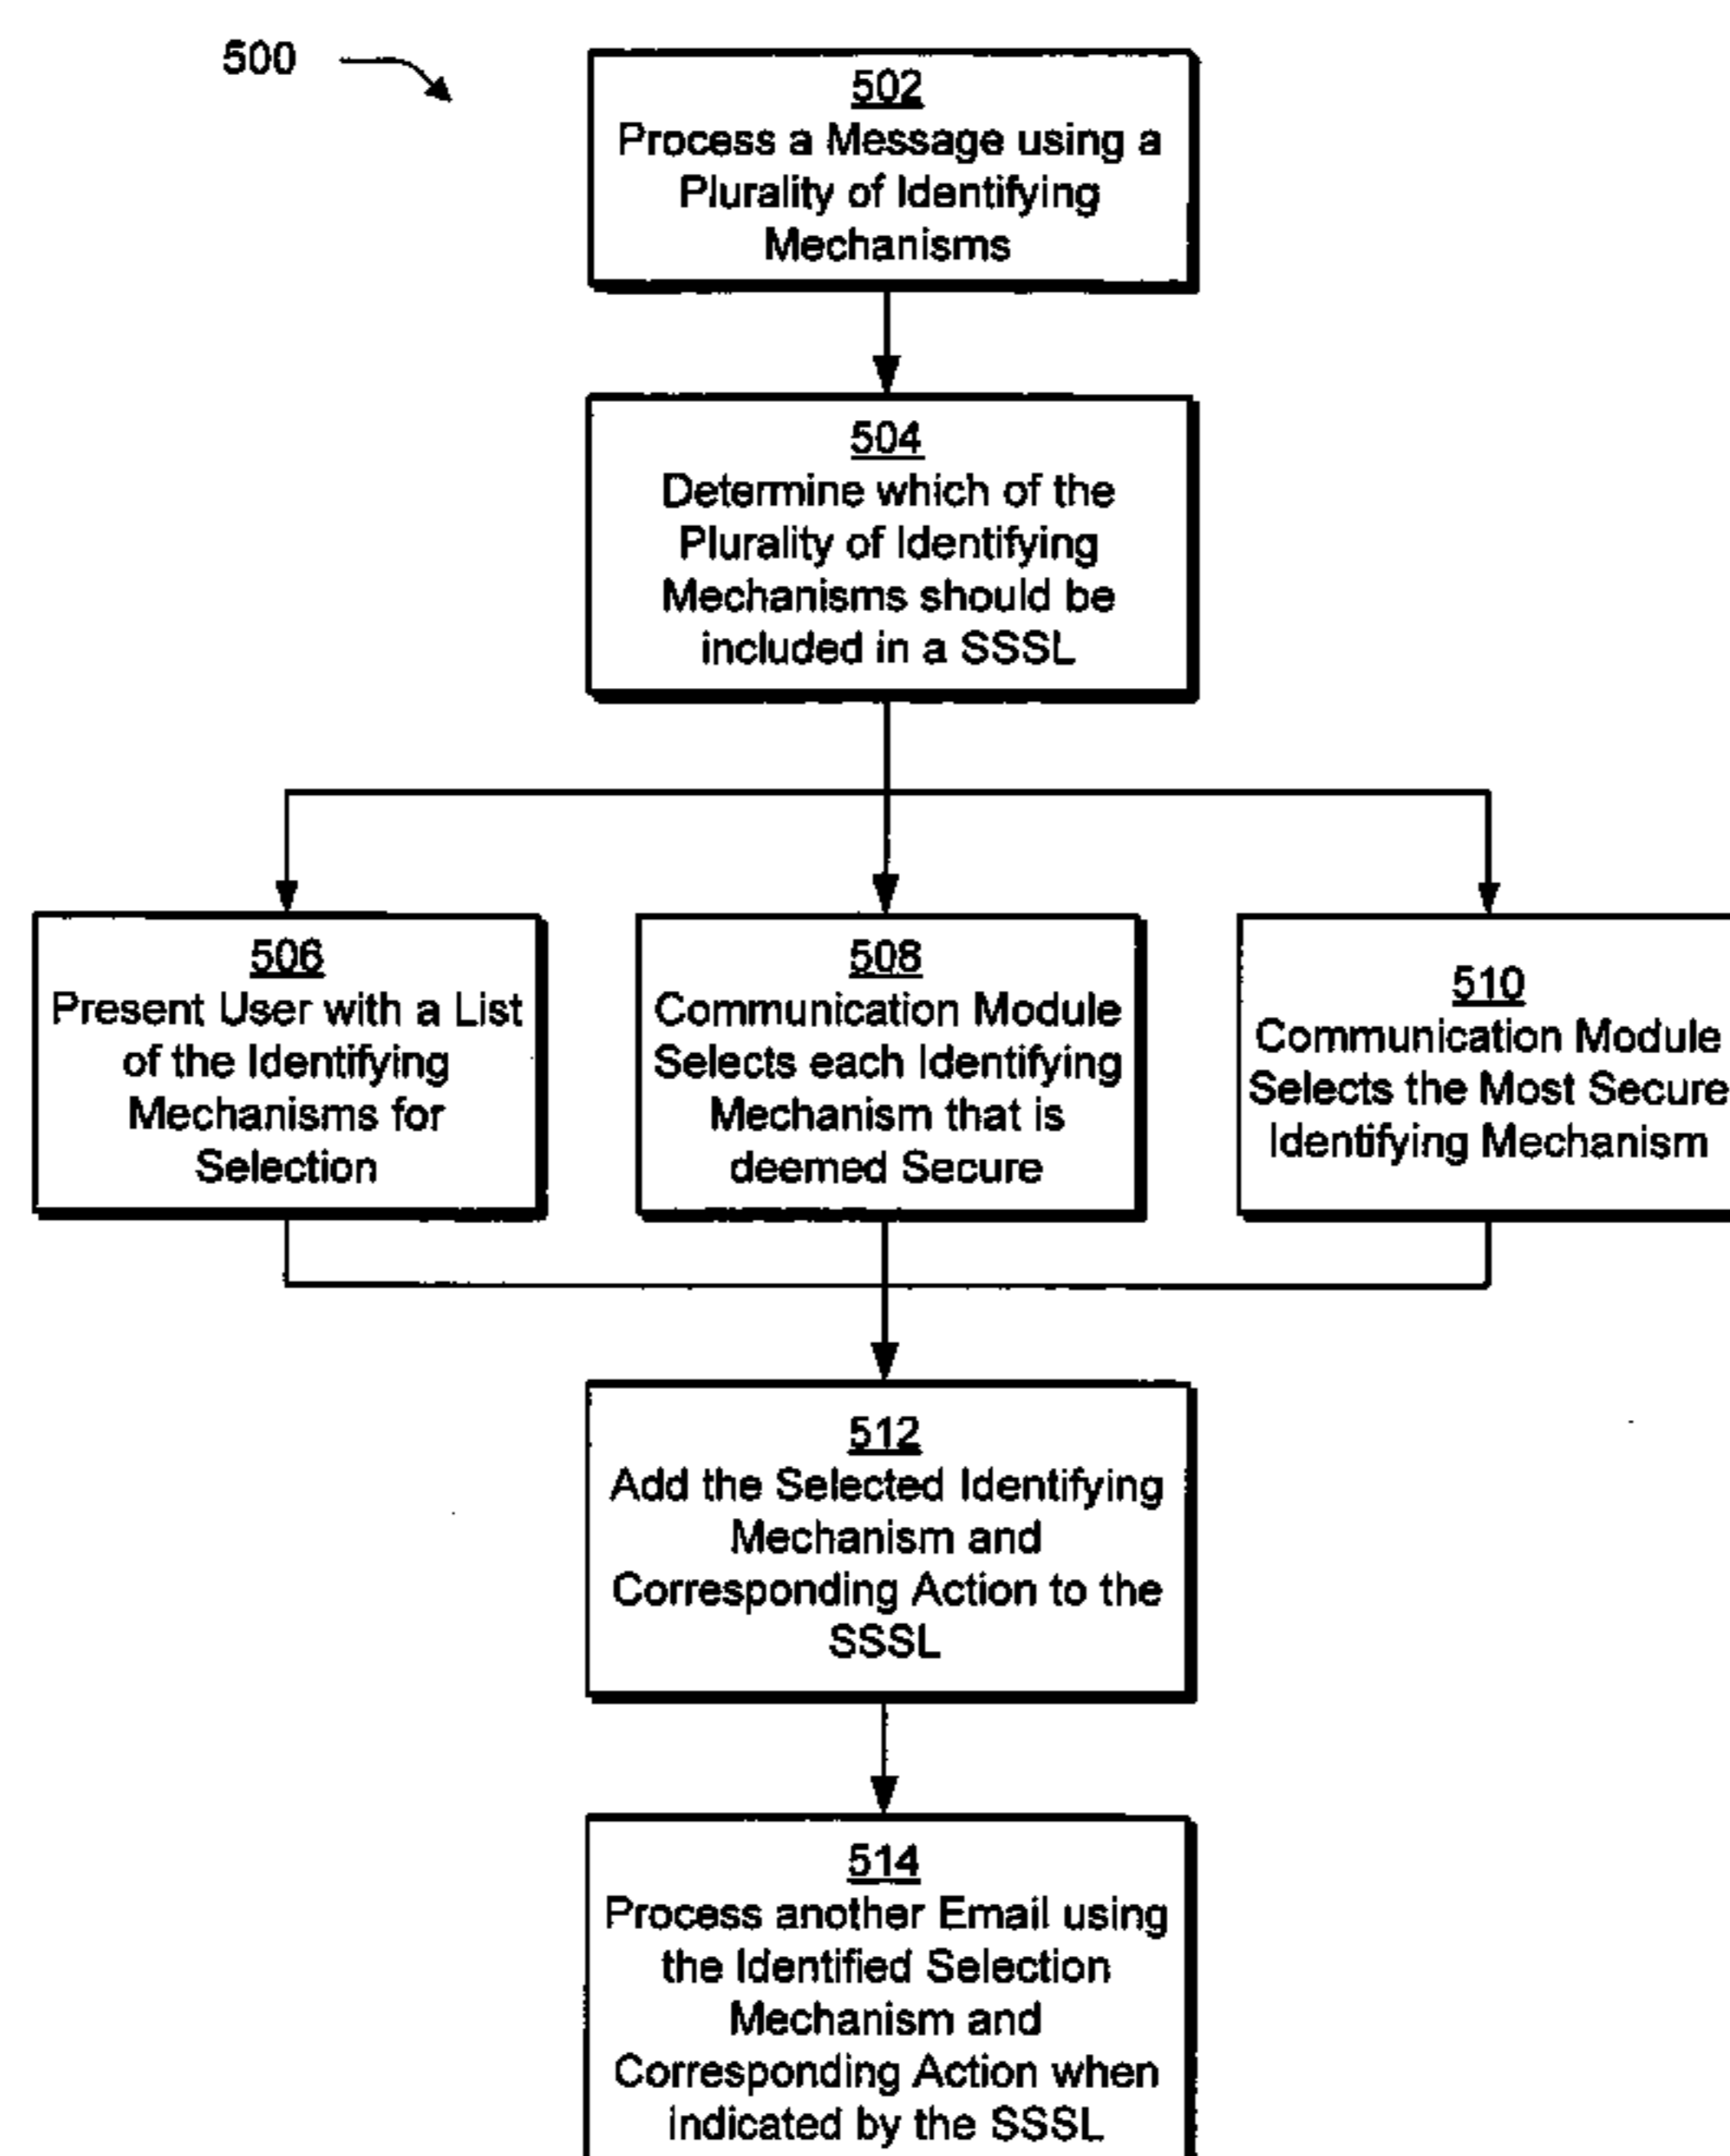 500
502
Process a Message using a
Plurality of Identifying
Mechanisms
504
Determine which of the
Plurality of Identifying
Mechanisms should be
included in a SSSL
506
Present User with a List
of the Identifying
Mechanisms for
Selection
508
Communication Module
Selects each Identifying
Mechanism that is
deemed Secure
510
Communication Module
Selects the Most Secure
Identifying Mechanism
512
Add the Selected Identifying
Mechanism and
Corresponding Action to the
SSSL
514
Process another Email using
the Identified Selection
Mechanism and
Corresponding Action when
indicated by the SSSL